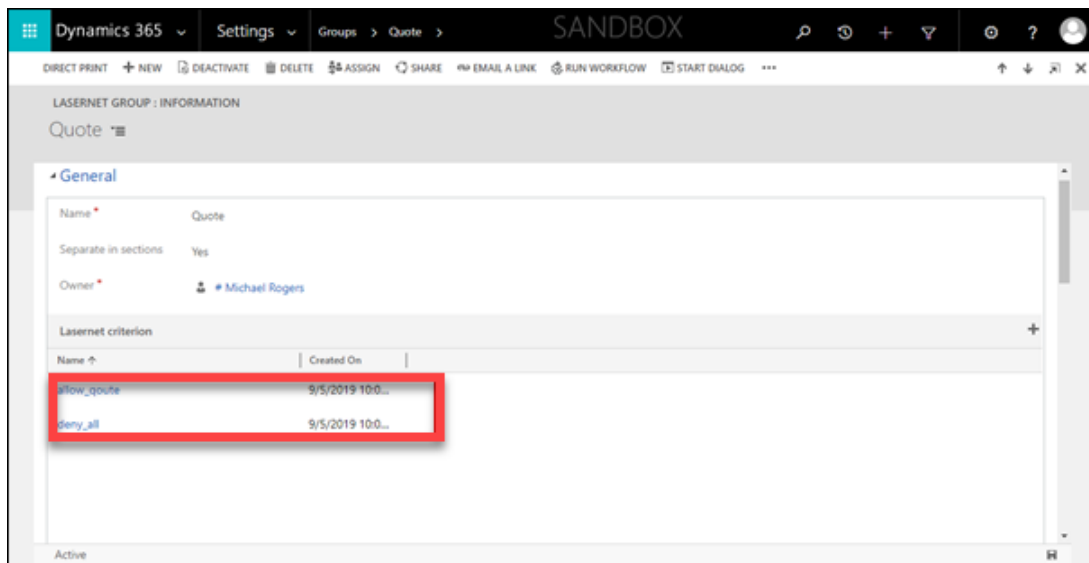 Dynamics 365 Settings Groups > Quote > SANDBOX ?
DIRECT PRINT + NEW DEACTIVATE DELETE ASSIGN SHARE EMAIL A LINK RUN WORKFLOW START DIALOG ...
LASERNET GROUP : INFORMATION
Quote
General
Name * Quote
Separate in sections Yes
Owner * # Michael Rogers
Lasernet criterion +
Name ↑ Created On
allow_qoute 9/5/2019 10:0...
deny_all 9/5/2019 10:0...
Active